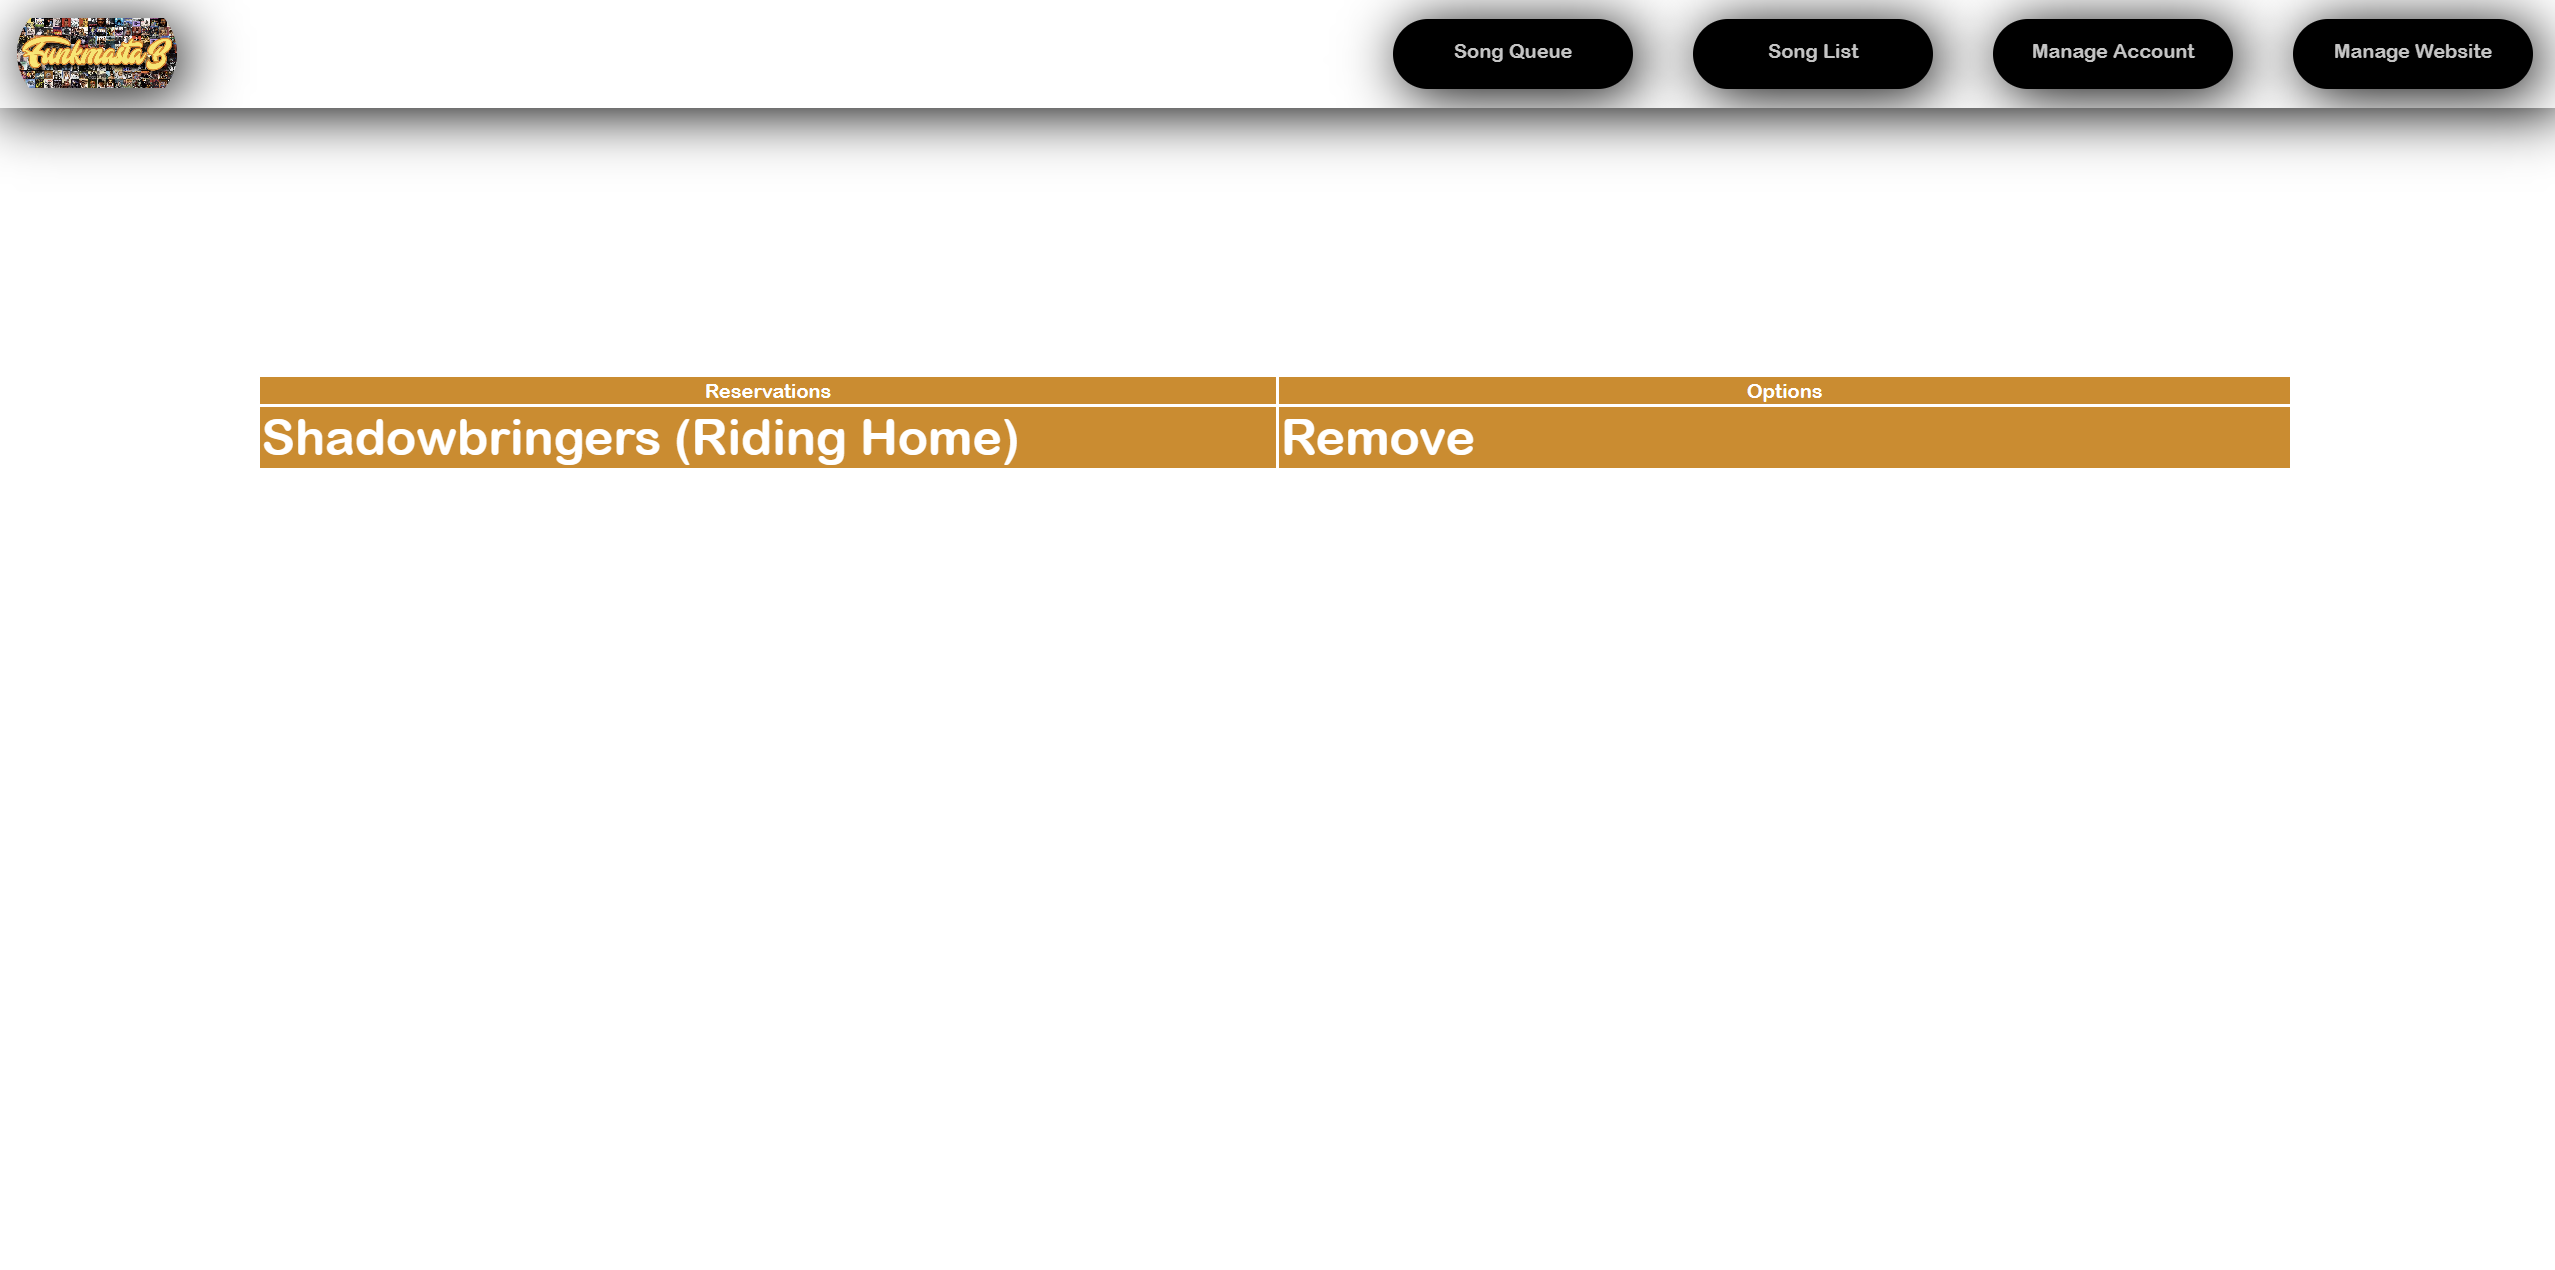 FunkmastaB
Song Queue
Song List
Manage Account
Manage Website
Reservations
Options
Shadowbringers (Riding Home)
Remove